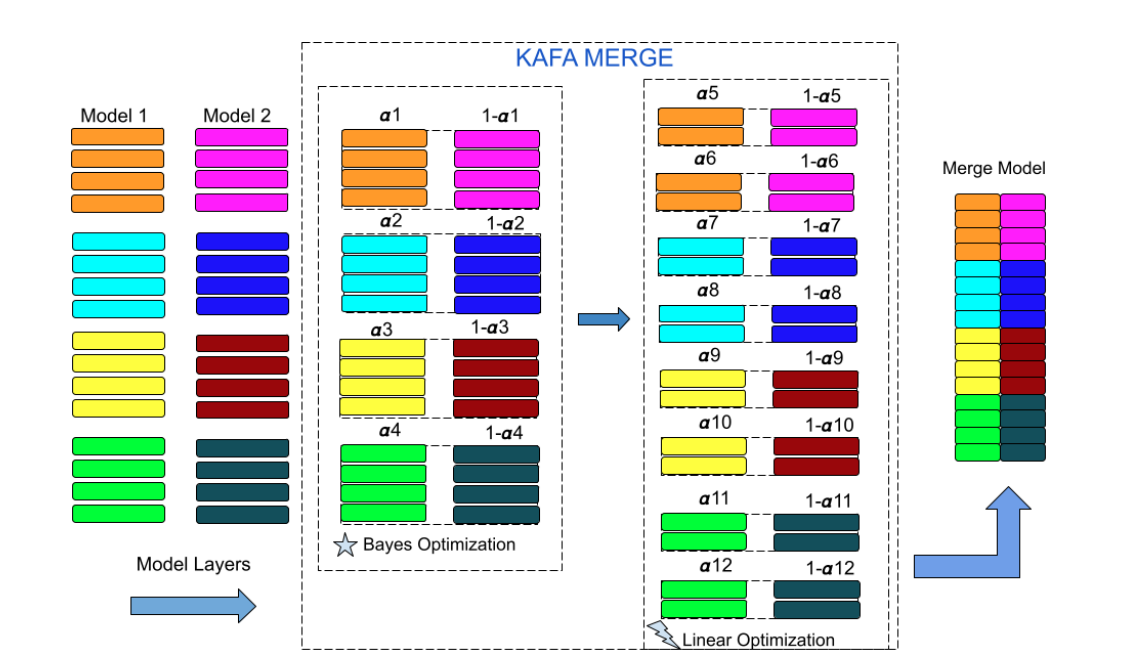 KAFA MERGE
Model 1 Model 2
α1 1-α1
α2 1-α2
α3 1-α3
α4 1-α4
Bayes Optimization
Model Layers
α5 1-α5
α6 1-α6
α7 1-α7
α8 1-α8
α9 1-α9
α10 1-α10
α11 1-α11
α12 1-α12
Linear Optimization
Merge Model